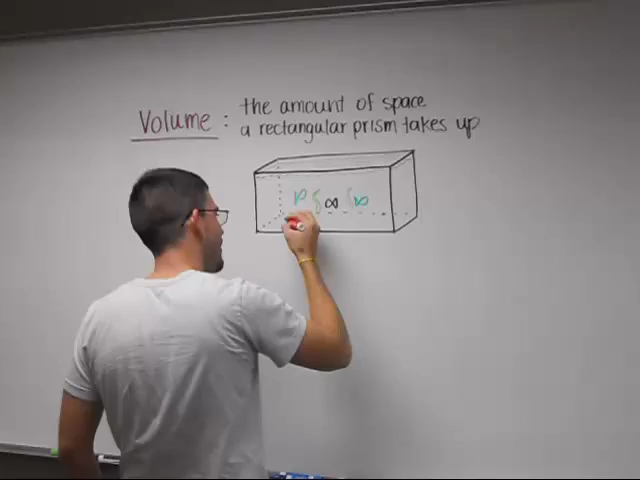 Volume: the amount of space
a rectangular prism takes up